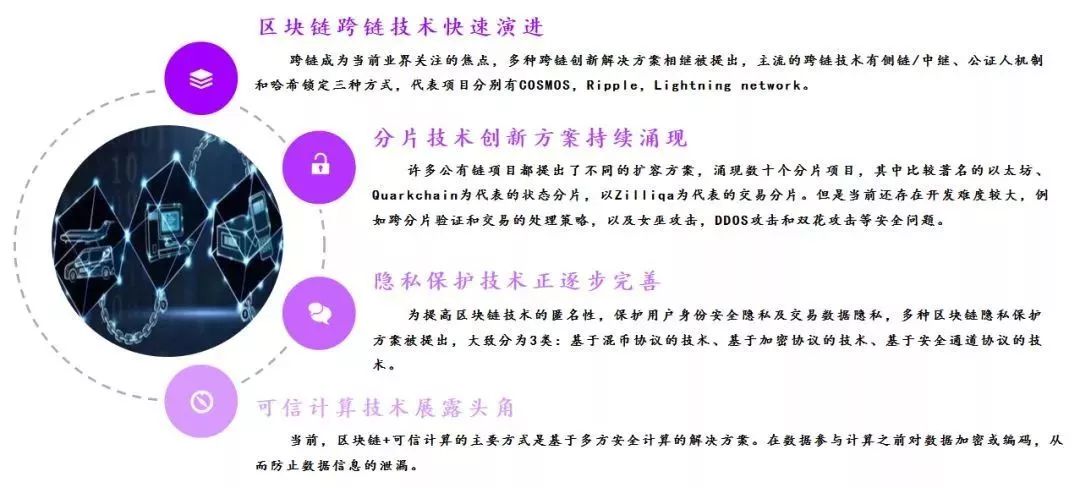 区块链跨链技术快速演进
跨链成为当前业界关注的焦点，多种跨链创新解决方案相继被提出，主流的跨链技术有侧链/中继、公证人机制
和哈希锁定三种方式，代表项目分别有COSMOS，Ripple，Lightning network。
分片技术创新方案持续涌现
许多公有链项目都提出了不同的扩容方案，涌现数十个分片项目，其中比较著名的以太坊、
Quarkchain为代表的状态分片，以Zilliqa为代表的交易分片。但是当前还存在开发难度较大，例
如跨分片验证和交易的处理策略，以及女巫攻击，DDOS攻击和双花攻击等安全问题。
隐私保护技术正逐步完善
为提高区块链技术的匿名性，保护用户身份安全隐私及交易数据隐私，多种区块链隐私保护
方案被提出，大致分为3类：基于混币协议的技术、基于加密协议的技术、基于安全通道协议的技
术。
可信计算技术展露头角
当前，区块链+可信计算的主要方式是基于多方安全计算的解决方案。在数据参与计算之前对数据加密或编码，从
而防止数据信息的泄漏。